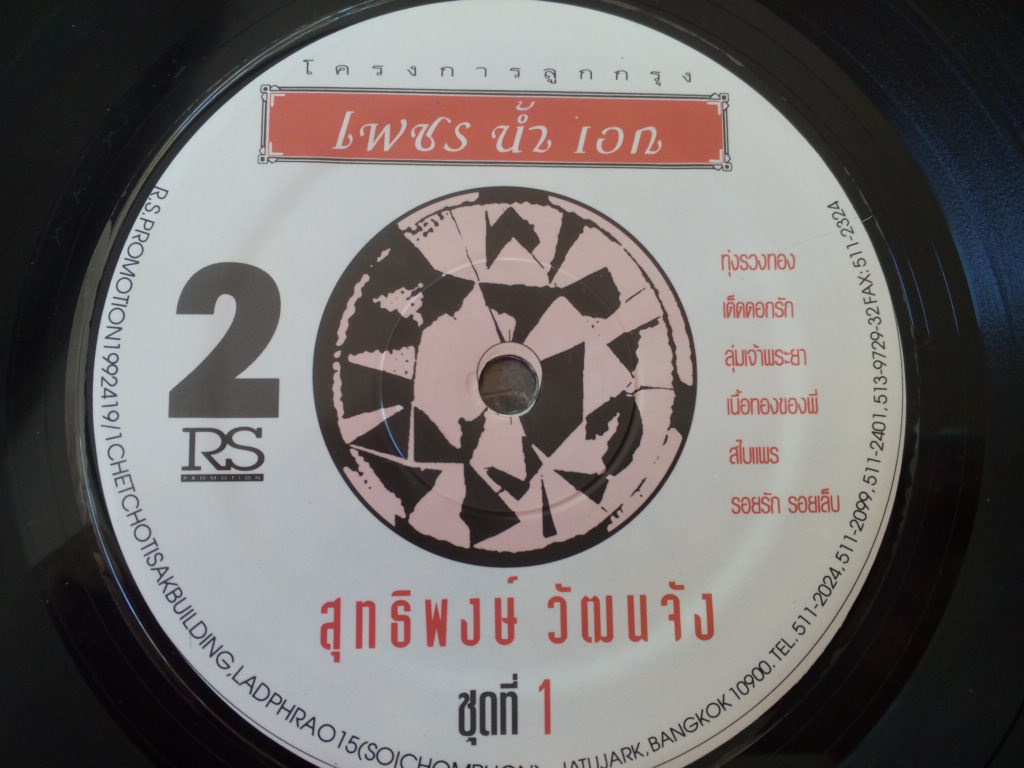 โครงการลูกกรุง
เพชร น้ำ เอก
2
RS
PROMOTION
ทุ่งรวงทอง
เด็ดดอกรัก
ลุ่มเจ้าพระยา
เนื้อทองของพี่
สไบแพร
รอยรัก รอยเล็บ
สุทธิพงษ์ วัฒนจัง
ชุดที่ 1
R.S.PROMOTION1992419/1CHETCHOTISAKBUILDING,LADPHRAO15(SOICHOMPHON), JATUJARK, BANGKOK 10900. TEL. 511-2024, 511-2099, 511-2401, 513-9729-32FAX: 511-2324